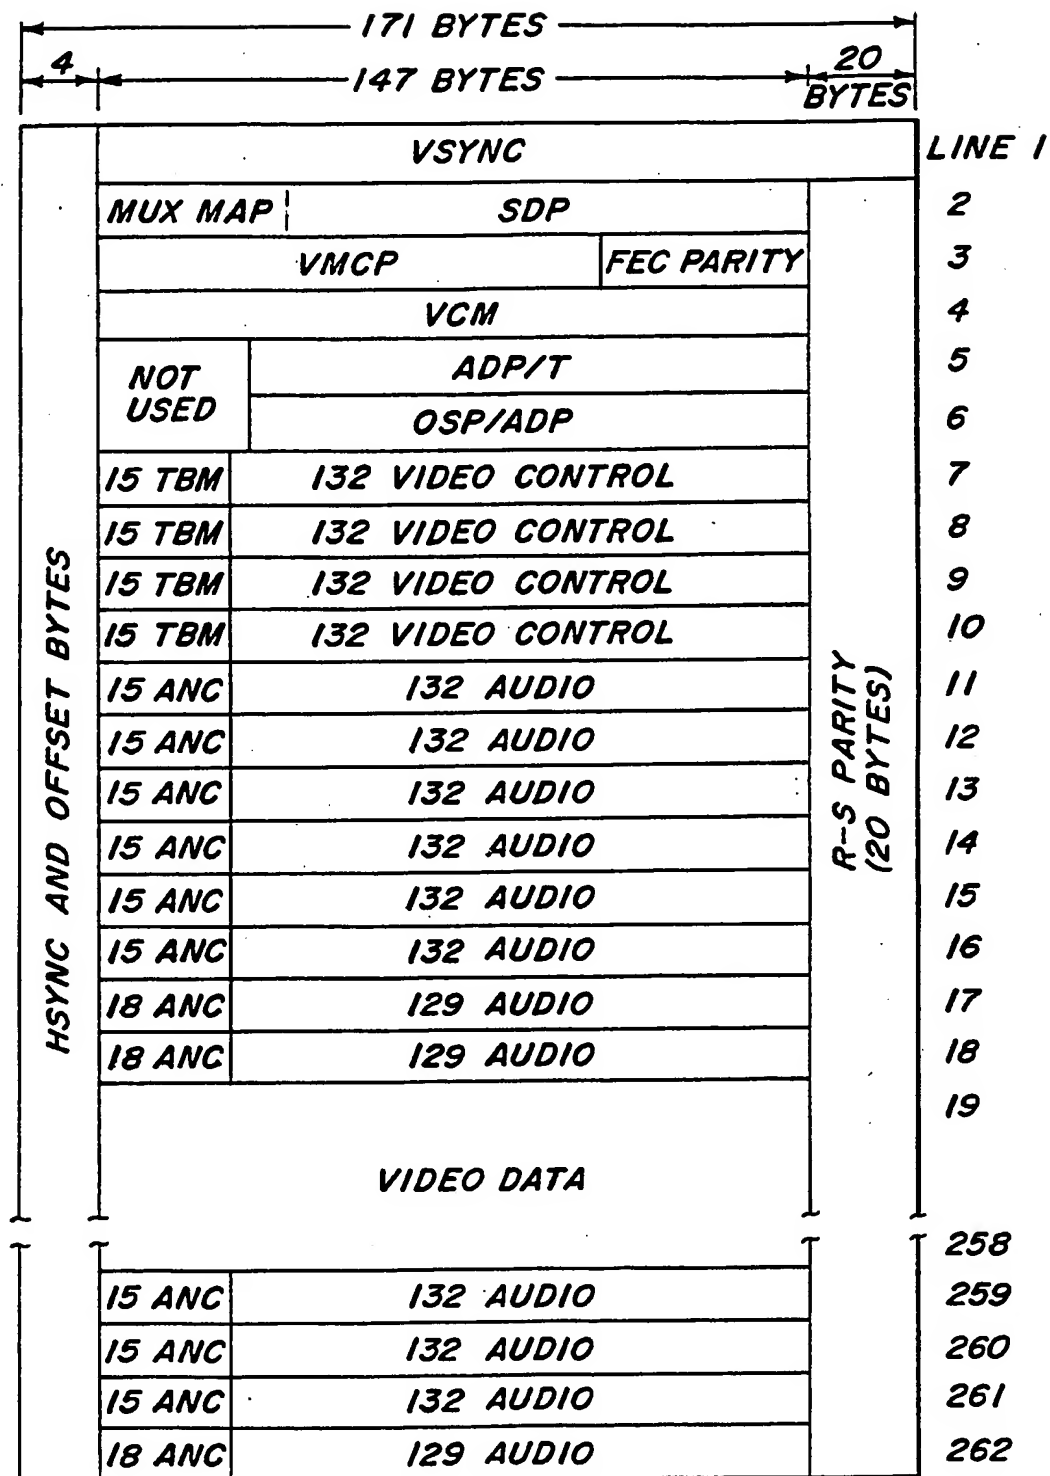 171 BYTES
4
147 BYTES
20
BYTES
VSYNC
LINE 1
MUX MAP
SDP
2
VMCP
FEC PARITY
3
VCM
4
NOT
USED
ADP/T
5
OSP/ADP
6
15 TBM
132 VIDEO CONTROL
7
15 TBM
132 VIDEO CONTROL
8
15 TBM
132 VIDEO CONTROL
9
15 TBM
132 VIDEO CONTROL
10
15 ANC
132 AUDIO
11
15 ANC
132 AUDIO
12
15 ANC
132 AUDIO
13
15 ANC
132 AUDIO
14
15 ANC
132 AUDIO
15
15 ANC
132 AUDIO
16
18 ANC
129 AUDIO
17
18 ANC
129 AUDIO
18
19
VIDEO DATA
258
15 ANC
132 AUDIO
259
15 ANC
132 AUDIO
260
15 ANC
132 AUDIO
261
18 ANC
129 AUDIO
262
HSYNC AND OFFSET BYTES
R-S PARITY
(20 BYTES)